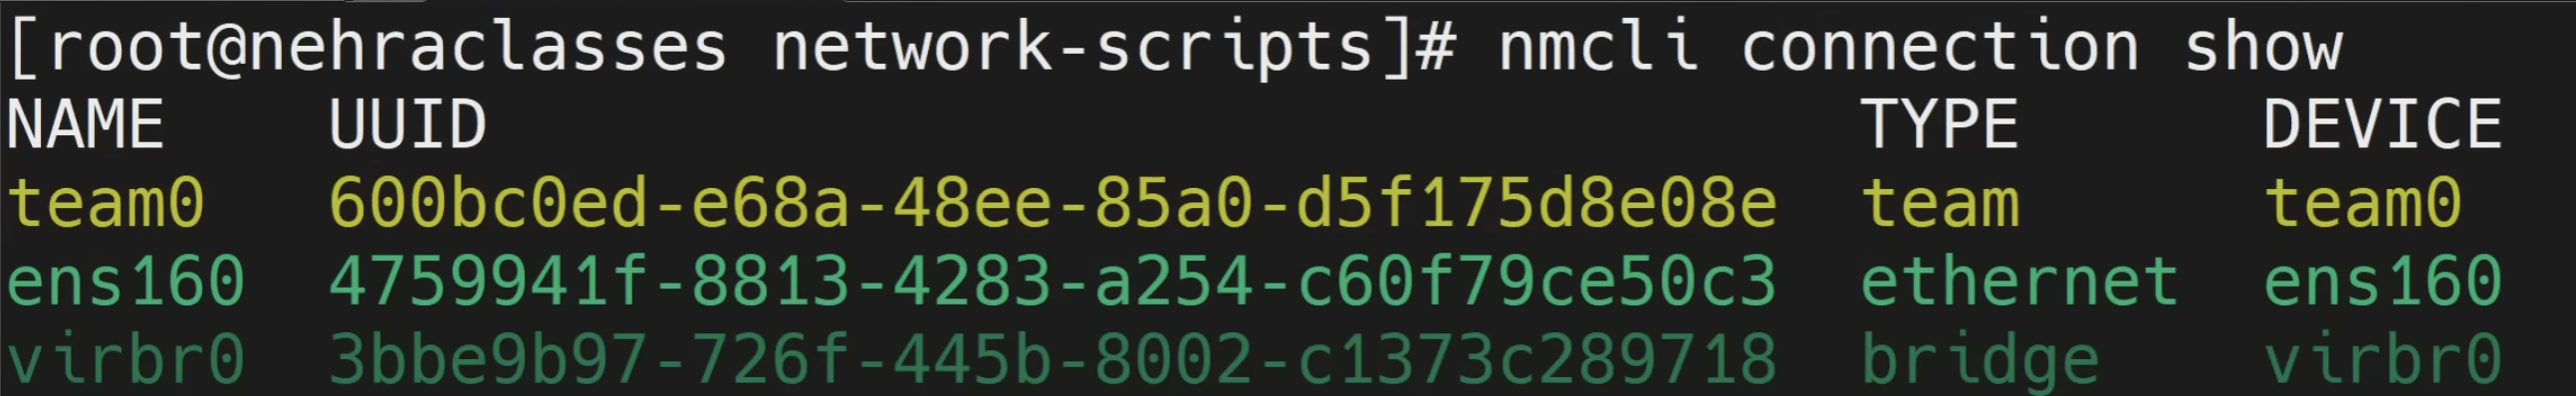 [root@nehraclasses network-scripts]# nmcli connection show
NAME    UUID                                  TYPE      DEVICE
team0   600bc0ed-e68a-48ee-85a0-d5f175d8e08e  team      team0
ens160  4759941f-8813-4283-a254-c60f79ce50c3  ethernet  ens160
virbr0  3bbe9b97-726f-445b-8002-c1373c289718  bridge    virbr0